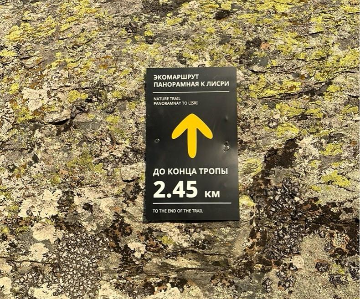 ЭКОМАРШРУТ
ПАНОРАМНАЯ К ЛИСРИ
NATURE TRAIL
PANORAMNAY TO LISRI
ДО КОНЦА ТРОПЫ
2.45 км
TO THE END OF THE TRAIL